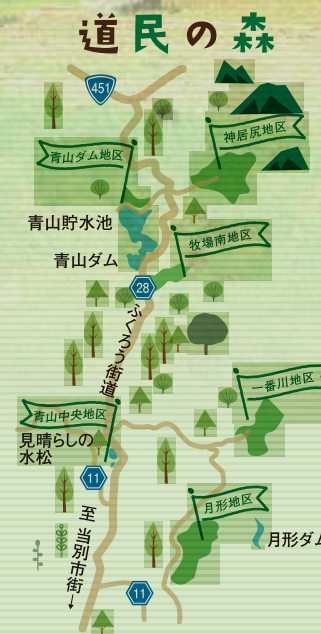 道民の森
451
神居尻地区
青山ダム地区
青山貯水池
牧場南地区
青山ダム
28
ふくろう街道
一番川地区
青山中央地区
見晴らしの
水松
11
月形地区
至 当別市街→
月形ダム
11